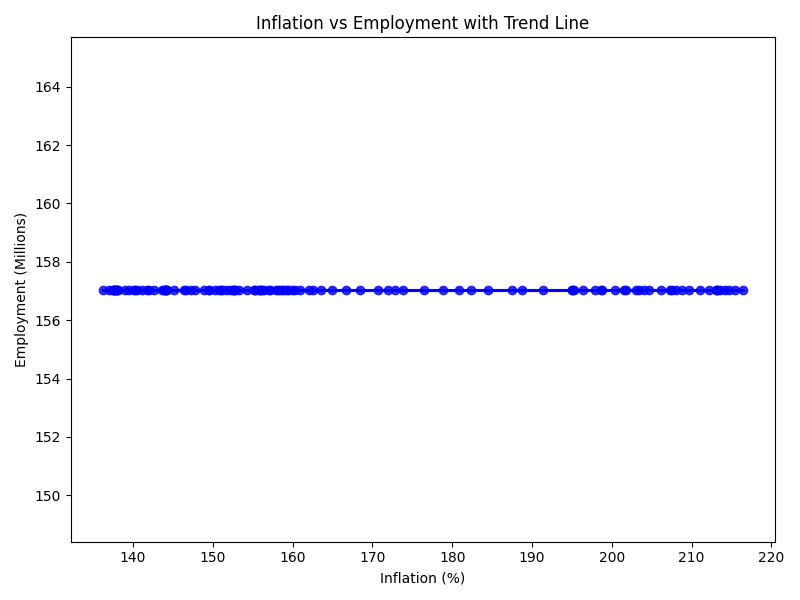 Inflation vs Employment with Trend Line
Employment (Millions)
164
162
160
158
156
154
152
150
140 150 160 170 180 190 200 210 220
Inflation (%)